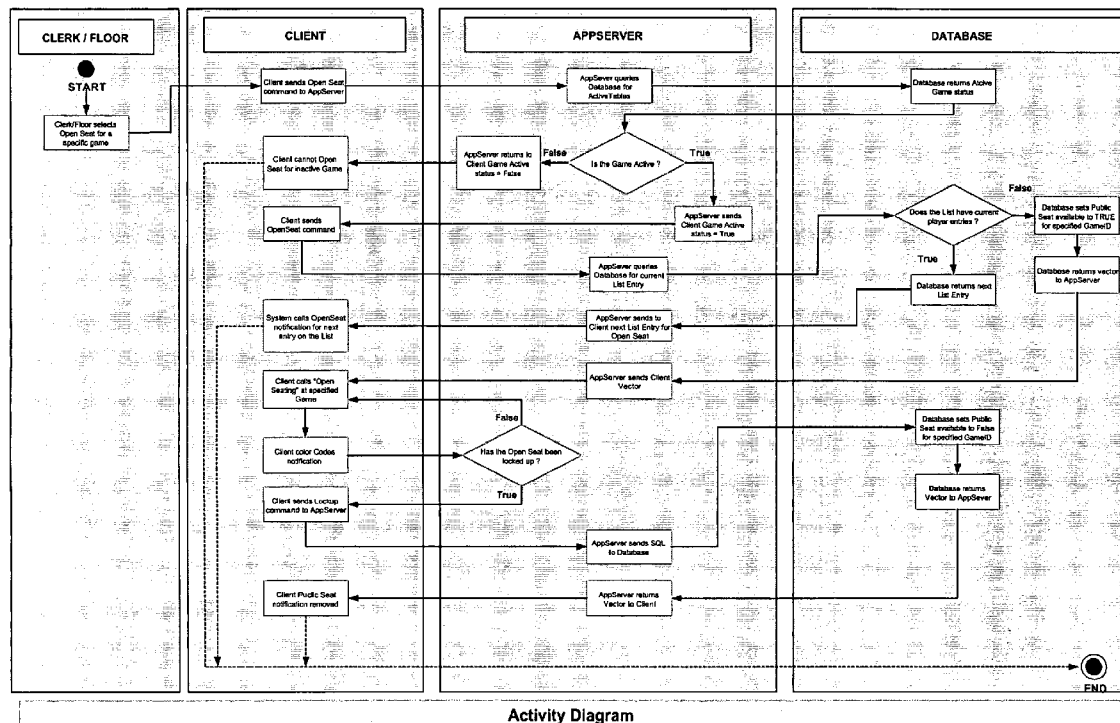 CLERK / FLOOR
CLIENT
APPSERVER
DATABASE
START
Clerk/Floor selects
Open Seat for a
specific game
Client sends Open Seat
command to AppServer
AppSever queries
Database for
ActiveTables
Database returns Atcive
Game status
Is the Game Active ?
False
True
AppServer returns to
Client Game Active
status = False
Client cannot Open
Seat for inactive Game
AppServer sends
Client Game Active
status = True
Client sends
OpenSeat command
AppSever queries
Database for current
List Entry
Does the List have current
player entries ?
False
True
Database sets Public
Seat available to TRUE
for specified GameID
Database returns vector
to AppServer
Database returns next
List Entry
AppServer sends to
Client next List Entry for
Open Seat
System calls OpenSeat
notification for next
entry on the List
AppServer sends Client
Vector
Client calls "Open
Seating" at specified
Game
False
Client color Codes
notification
Has the Open Seat been
locked up ?
True
Client sends Lockup
command to AppServer
AppServer sends SQL
to Database
Database sets Public
Seat available to False
for specified GameID
Database returns
Vector to AppSever
AppServer returns
Vector to Client
Client Puclic Seat
notification removed
END
Activity Diagram